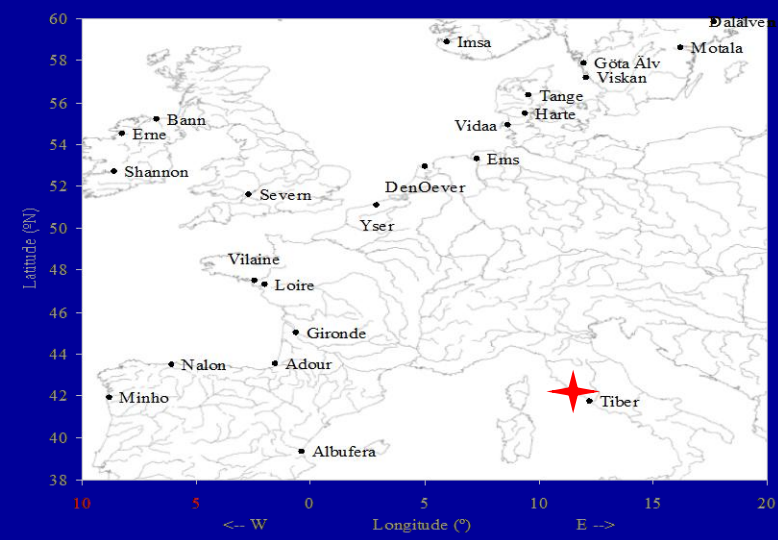 60
Dalälven
Imsa
Motala
58
Göta Älv
Viskan
56
Tange
Harte
Bann
Vidaa
54
Erne
Ems
Shannon
52
DenOever
Severn
Yser
50
Latitude (ºN)
Vilaine
48
Loire
46
Gironde
44
Nalon
Adour
42
Minho
Tiber
40
Albufera
38
10 5 0 5 10 15 20
<-- W Longitude (º) E -->